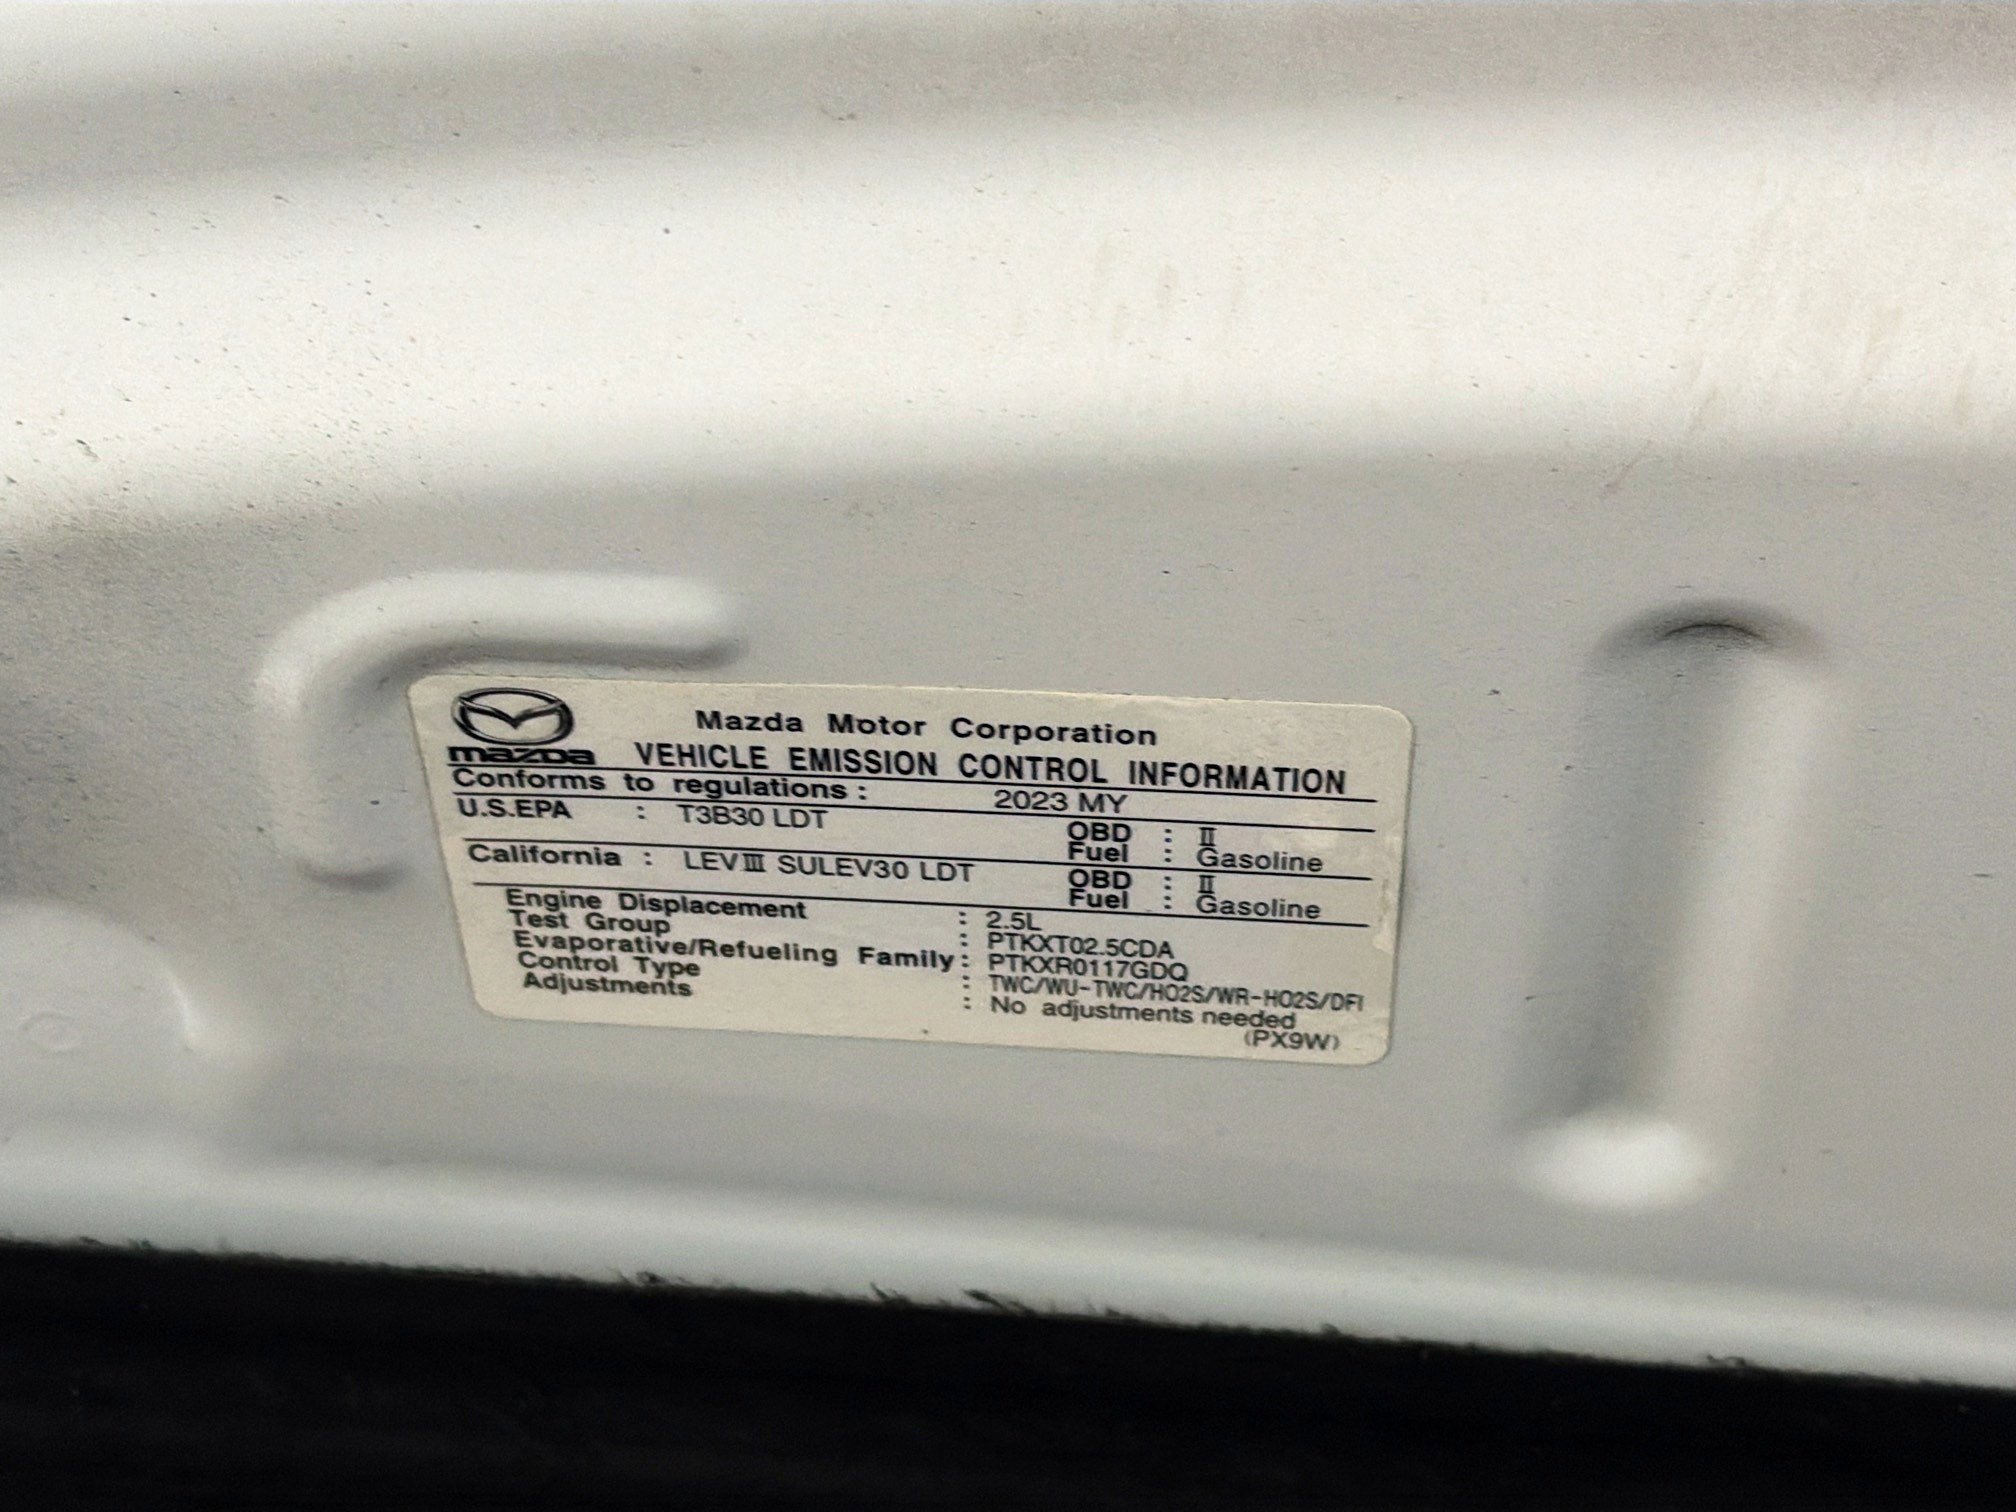 Mazda Motor Corporation
mazda VEHICLE EMISSION CONTROL INFORMATION
Conforms to regulations : 2023 MY
U.S.EPA : T3B30 LDT OBD : II
Fuel : Gasoline
California : LEVIII SULEV30 LDT OBD : II
Fuel : Gasoline
Engine Displacement : 2.5L
Test Group : PTKXT02.5CDA
Evaporative/Refueling Family : PTKXR0117GDQ
Control Type : TWC/WU-TWC/HO2S/WR-HO2S/DFI
Adjustments : No adjustments needed
(PX9W)